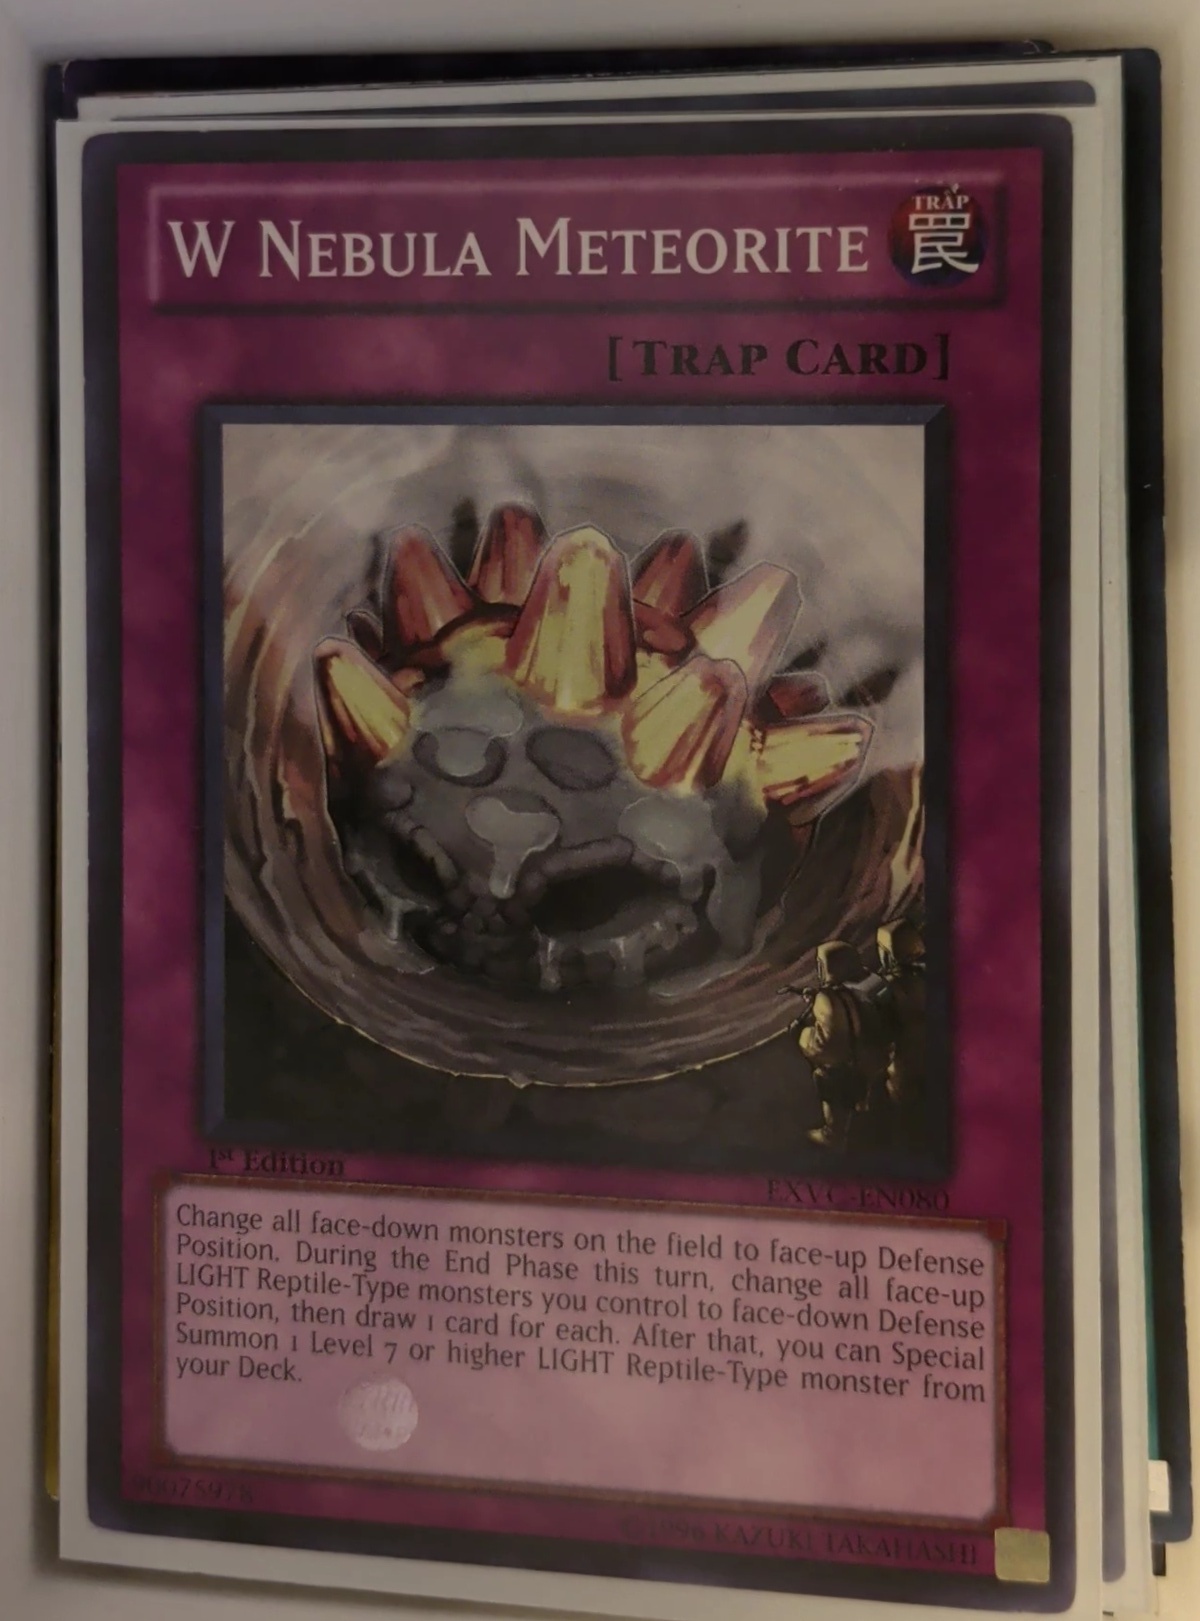 W NEBULA METEORITE
TRAP
罠
[TRAP CARD]
1st Edition
EXVC-EN080
Change all face-down monsters on the field to face-up Defense
Position. During the End Phase this turn, change all face-up
LIGHT Reptile-Type monsters you control to face-down Defense
Position, then draw 1 card for each. After that, you can Special
Summon 1 Level 7 or higher LIGHT Reptile-Type monster from
your Deck.
©1996 KAZUKI TAKAHASHI